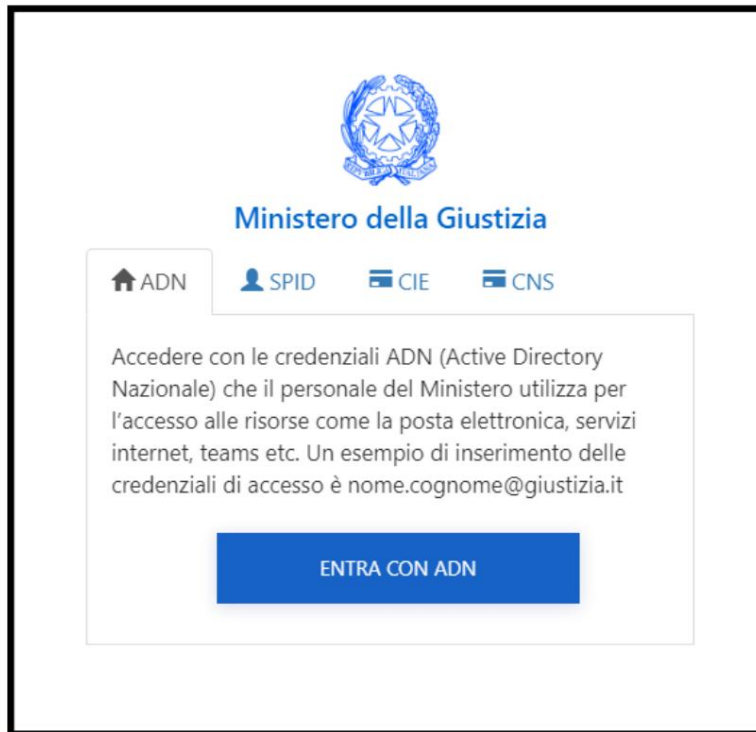 REPVBBLICA ITALIANA
Ministero della Giustizia
ADN SPID CIE CNS
Accedere con le credenziali ADN (Active Directory
Nazionale) che il personale del Ministero utilizza per
l'accesso alle risorse come la posta elettronica, servizi
internet, teams etc. Un esempio di inserimento delle
credenziali di accesso è nome.cognome@giustizia.it
ENTRA CON ADN